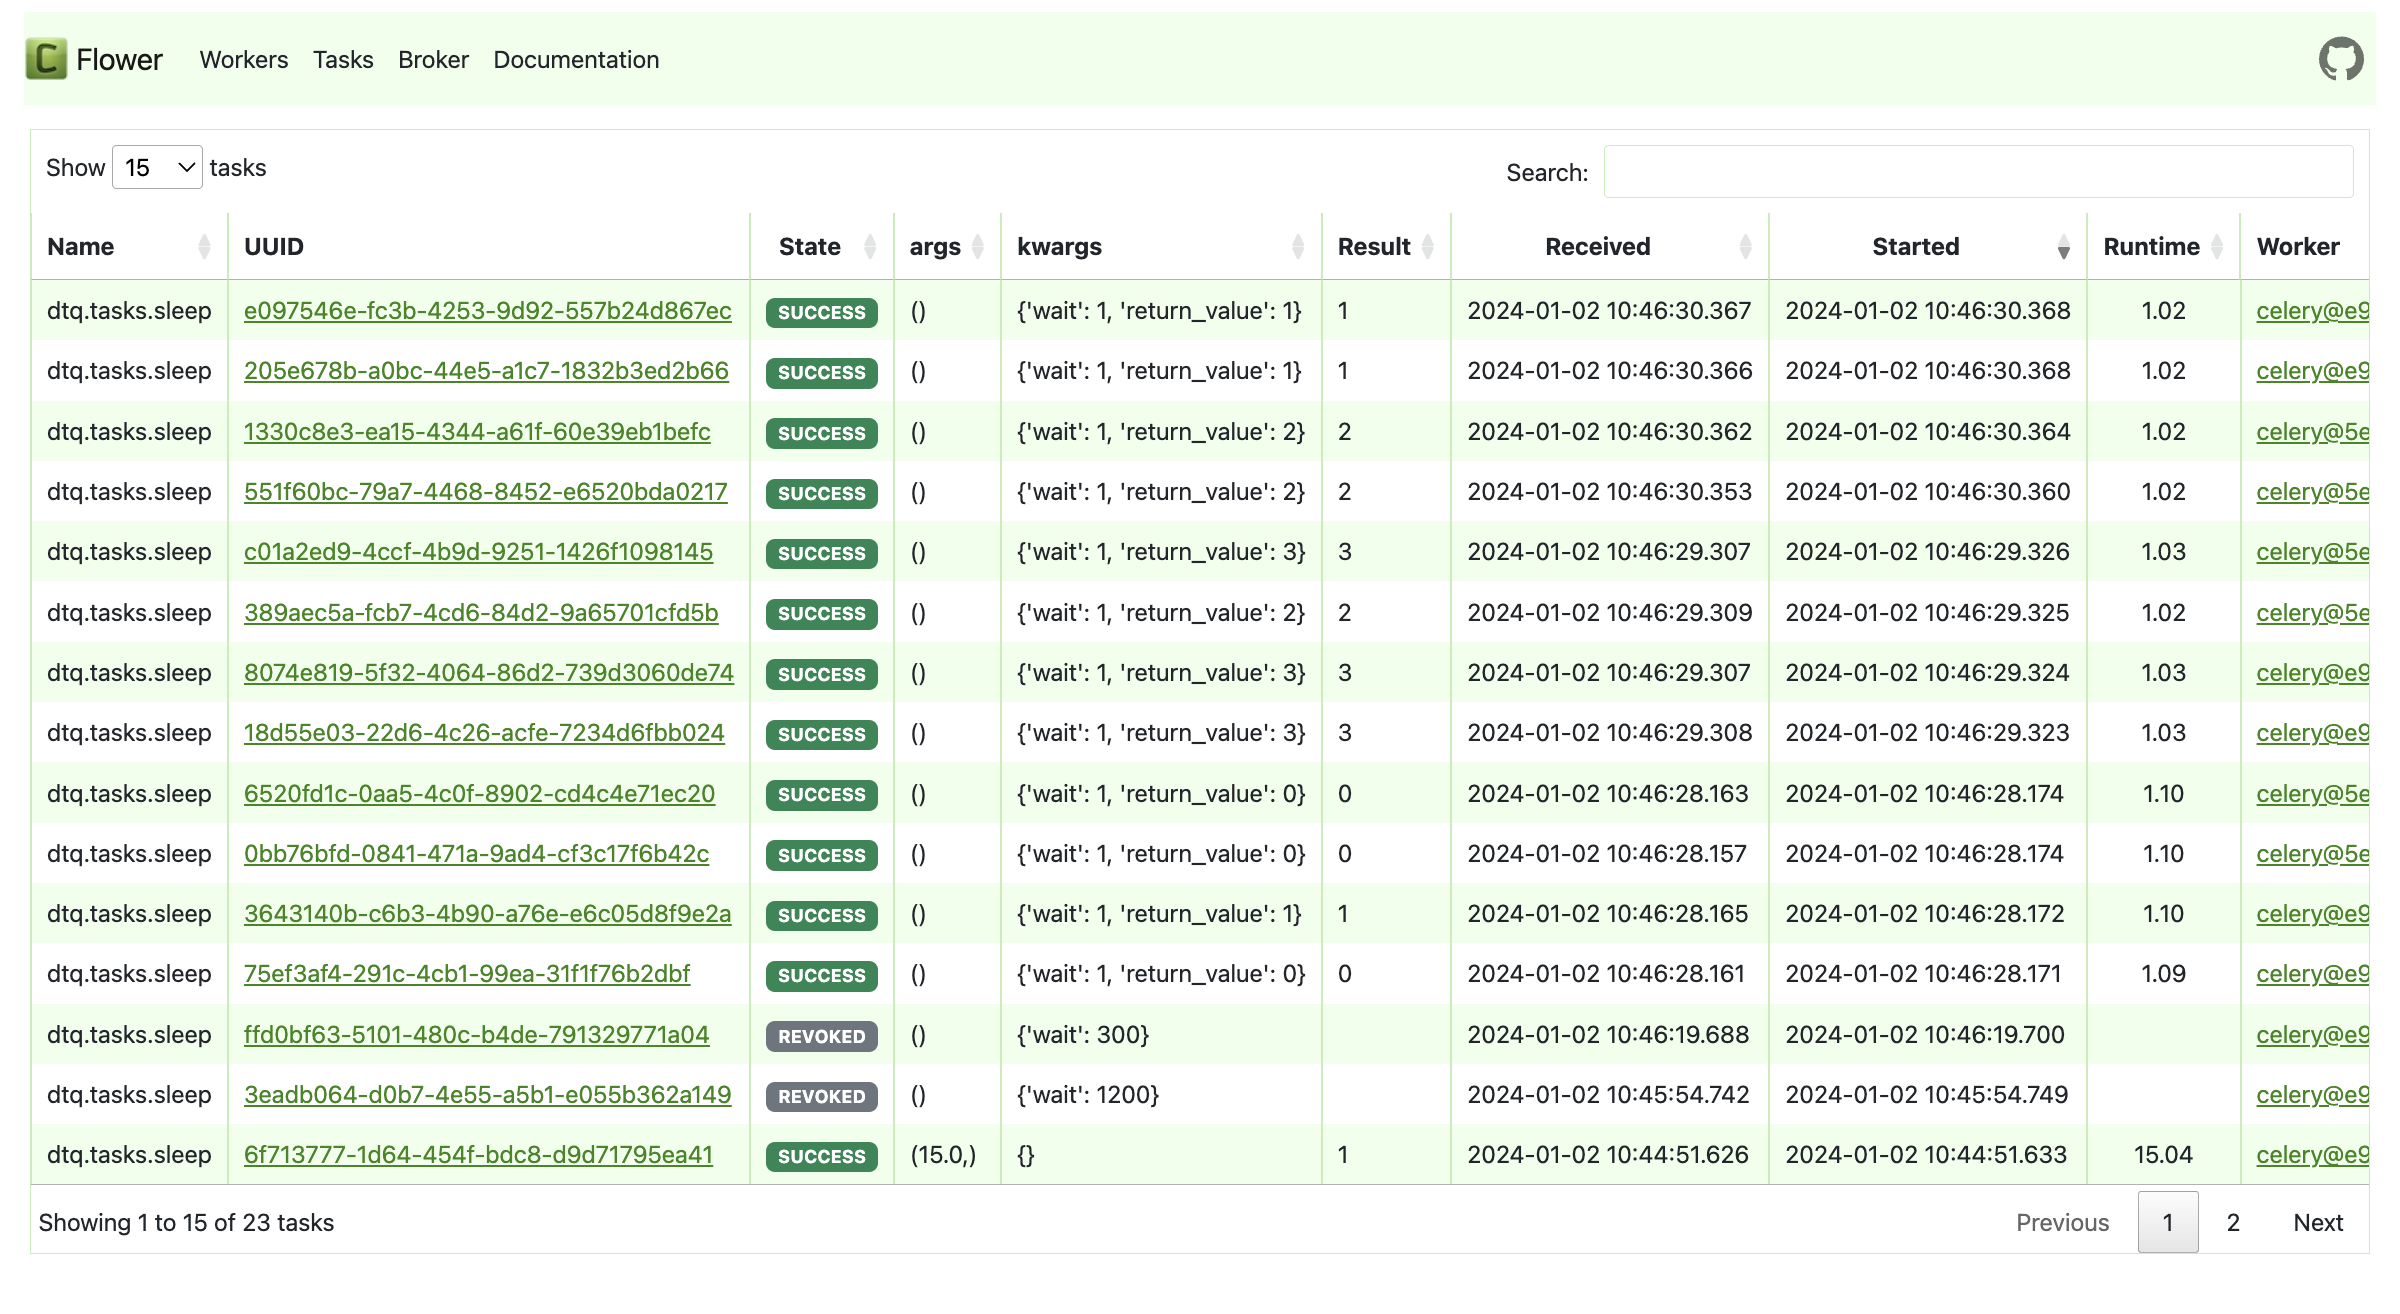 C Flower Workers Tasks Broker Documentation
Show 15 tasks Search:
Name UUID State args kwargs Result Received Started Runtime Worker
dtq.tasks.sleep e097546e-fc3b-4253-9d92-557b24d867ec SUCCESS () {'wait': 1, 'return_value': 1} 1 2024-01-02 10:46:30.367 2024-01-02 10:46:30.368 1.02 celery@e9
dtq.tasks.sleep 205e678b-a0bc-44e5-a1c7-1832b3ed2b66 SUCCESS () {'wait': 1, 'return_value': 1} 1 2024-01-02 10:46:30.366 2024-01-02 10:46:30.368 1.02 celery@e9
dtq.tasks.sleep 1330c8e3-ea15-4344-a61f-60e39eb1befc SUCCESS () {'wait': 1, 'return_value': 2} 2 2024-01-02 10:46:30.362 2024-01-02 10:46:30.364 1.02 celery@5e
dtq.tasks.sleep 551f60bc-79a7-4468-8452-e6520bda0217 SUCCESS () {'wait': 1, 'return_value': 2} 2 2024-01-02 10:46:30.353 2024-01-02 10:46:30.360 1.02 celery@5e
dtq.tasks.sleep c01a2ed9-4ccf-4b9d-9251-1426f1098145 SUCCESS () {'wait': 1, 'return_value': 3} 3 2024-01-02 10:46:29.307 2024-01-02 10:46:29.326 1.03 celery@5e
dtq.tasks.sleep 389aec5a-fcb7-4cd6-84d2-9a65701cfd5b SUCCESS () {'wait': 1, 'return_value': 2} 2 2024-01-02 10:46:29.309 2024-01-02 10:46:29.325 1.02 celery@5e
dtq.tasks.sleep 8074e819-5f32-4064-86d2-739d3060de74 SUCCESS () {'wait': 1, 'return_value': 3} 3 2024-01-02 10:46:29.307 2024-01-02 10:46:29.324 1.03 celery@e9
dtq.tasks.sleep 18d55e03-22d6-4c26-acfe-7234d6fbb024 SUCCESS () {'wait': 1, 'return_value': 3} 3 2024-01-02 10:46:29.308 2024-01-02 10:46:29.323 1.03 celery@e9
dtq.tasks.sleep 6520fd1c-0aa5-4c0f-8902-cd4c4e71ec20 SUCCESS () {'wait': 1, 'return_value': 0} 0 2024-01-02 10:46:28.163 2024-01-02 10:46:28.174 1.10 celery@5e
dtq.tasks.sleep 0bb76bfd-0841-471a-9ad4-cf3c17f6b42c SUCCESS () {'wait': 1, 'return_value': 0} 0 2024-01-02 10:46:28.157 2024-01-02 10:46:28.174 1.10 celery@5e
dtq.tasks.sleep 3643140b-c6b3-4b90-a76e-e6c05d8f9e2a SUCCESS () {'wait': 1, 'return_value': 1} 1 2024-01-02 10:46:28.165 2024-01-02 10:46:28.172 1.10 celery@e9
dtq.tasks.sleep 75ef3af4-291c-4cb1-99ea-31f1f76b2dbf SUCCESS () {'wait': 1, 'return_value': 0} 0 2024-01-02 10:46:28.161 2024-01-02 10:46:28.171 1.09 celery@e9
dtq.tasks.sleep ffd0bf63-5101-480c-b4de-791329771a04 REVOKED () {'wait': 300} 2024-01-02 10:46:19.688 2024-01-02 10:46:19.700 celery@e9
dtq.tasks.sleep 3eadb064-d0b7-4e55-a5b1-e055b362a149 REVOKED () {'wait': 1200} 2024-01-02 10:45:54.742 2024-01-02 10:45:54.749 celery@e9
dtq.tasks.sleep 6f713777-1d64-454f-bdc8-d9d71795ea41 SUCCESS (15.0,) {} 1 2024-01-02 10:44:51.626 2024-01-02 10:44:51.633 15.04 celery@e9
Showing 1 to 15 of 23 tasks Previous 1 2 Next